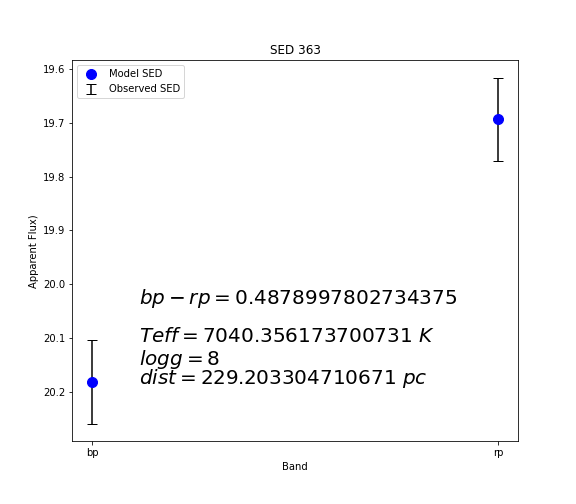 SED 363
Model SED
Observed SED
19.6
19.7
19.8
19.9
20.0
20.1
20.2
Apparent Flux)
bp − rp = 0.4878997802734375
Teff = 7040.356173700731 K
logg = 8
dist = 229.203304710671 pc
bp
rp
Band